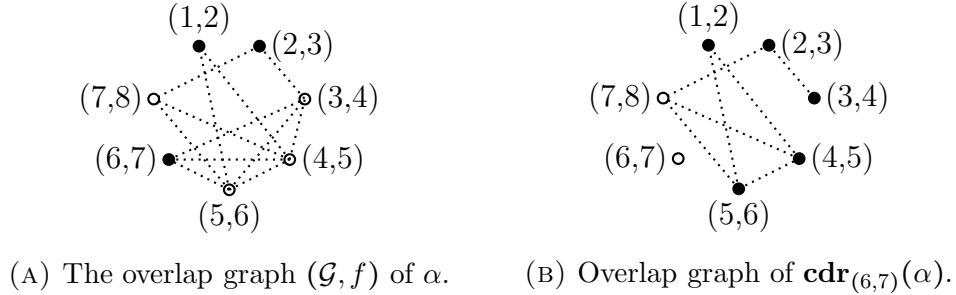 (1,2) (2,3) (1,2) (2,3)
(7,8) (3,4) (7,8) (3,4)
(6,7) (4,5) (6,7) (4,5)
(5,6) (5,6)
(A) The overlap graph (𝒢, f) of α. (B) Overlap graph of cdr₍₆,₇₎(α).